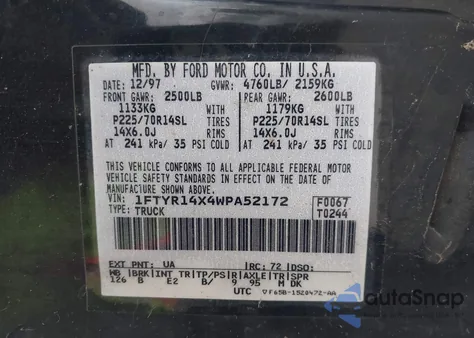 MFD. BY FORD MOTOR CO. IN U.S.A.
DATE: 12/97 GVWR: 4760LB/ 2159KG
FRONT GAWR: 2500LB REAR GAWR: 2600LB
1133KG WITH 1179KG WITH
P225/70R14SL TIRES P225/70R14SL TIRES
14X6.0J RIMS 14X6.0J RIMS
AT 241 kPa/ 35 PSI COLD AT 241 kPa/ 35 PSI COLD
THIS VEHICLE CONFORMS TO ALL APPLICABLE FEDERAL MOTOR
VEHICLE SAFETY STANDARDS IN EFFECT ON THE DATE OF
MANUFACTURE SHOWN ABOVE.
VIN: 1FTYR14X4WPA52172 F0067
TYPE: TRUCK T0244
EXT PNT: UA RC: 72 DSO:
WB BRK INT TR TP/PS R AXLE TR SPR
126 B E2 B/ 9 95 M DK
UTC ▽F65B-1520472-AA
autoSnap